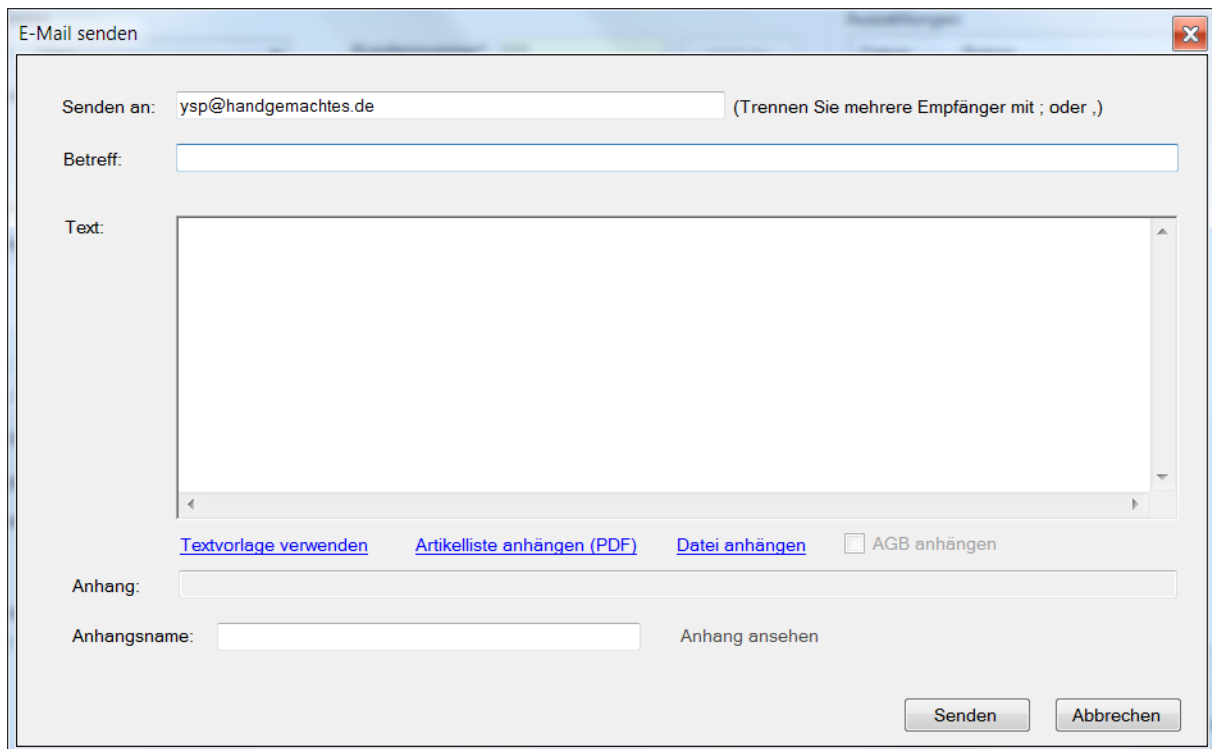 E-Mail senden
Senden an: ysp@handgemachtes.de (Trennen Sie mehrere Empfänger mit ; oder ,)
Betreff:
Text:
Textvorlage verwenden Artikelliste anhängen (PDF) Datei anhängen AGB anhängen
Anhang:
Anhangsname: Anhang ansehen
Senden Abbrechen